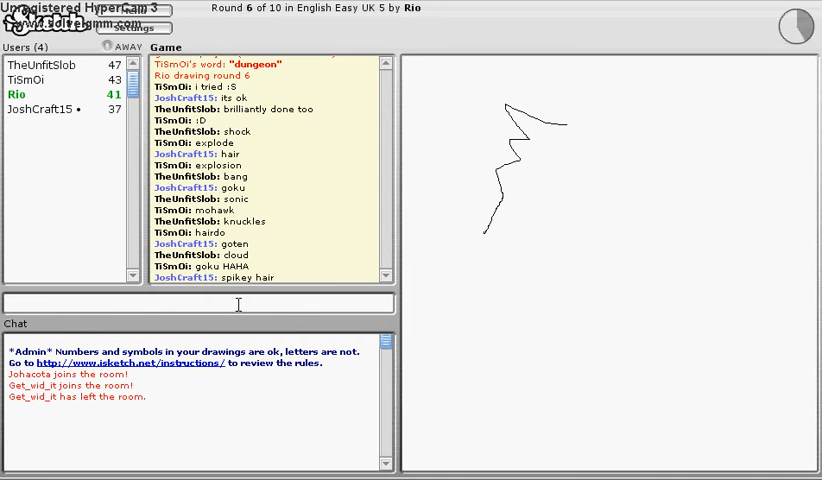 Unregistered HyperCam 3
Round 6 of 10 in English Easy UK 5 by Rio
Settings
Users (4)
AWAY
Game
TheUnfitSlob 47
TiSmOi 43
Rio 41
JoshCraft15 • 37
TiSmOi's word: "dungeon"
Rio drawing round 6
TiSmOi: i tried :S
JoshCraft15: its ok
TheUnfitSlob: brilliantly done too
TiSmOi: :D
TheUnfitSlob: shock
TiSmOi: explode
JoshCraft15: hair
TiSmOi: explosion
TheUnfitSlob: bang
JoshCraft15: goku
TheUnfitSlob: sonic
TiSmOi: mohawk
TheUnfitSlob: knuckles
TiSmOi: hairdo
JoshCraft15: goten
TheUnfitSlob: cloud
TiSmOi: goku HAHA
JoshCraft15: spikey hair
Chat
*Admin* Numbers and symbols in your drawings are ok, letters are not.
Go to http://www.isketch.net/instructions/ to review the rules.
Johacota joins the room!
Get_wid_it joins the room!
Get_wid_it has left the room.